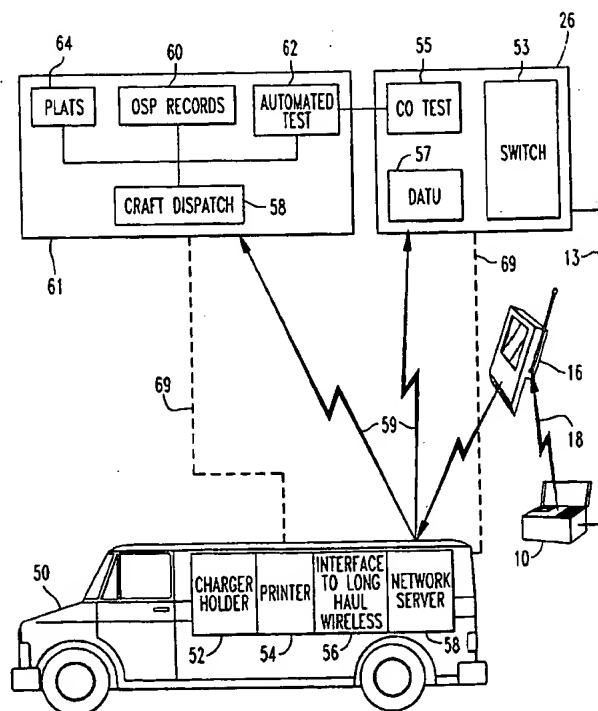 64
60
62
55
26
53
PLATS
OSP RECORDS
AUTOMATED
TEST
CO TEST
SWITCH
57
DATU
CRAFT DISPATCH
58
61
69
13
69
59
16
18
10
50
CHARGER
HOLDER
PRINTER
INTERFACE
TO LONG
HAUL
WIRELESS
NETWORK
SERVER
52
54
56
58